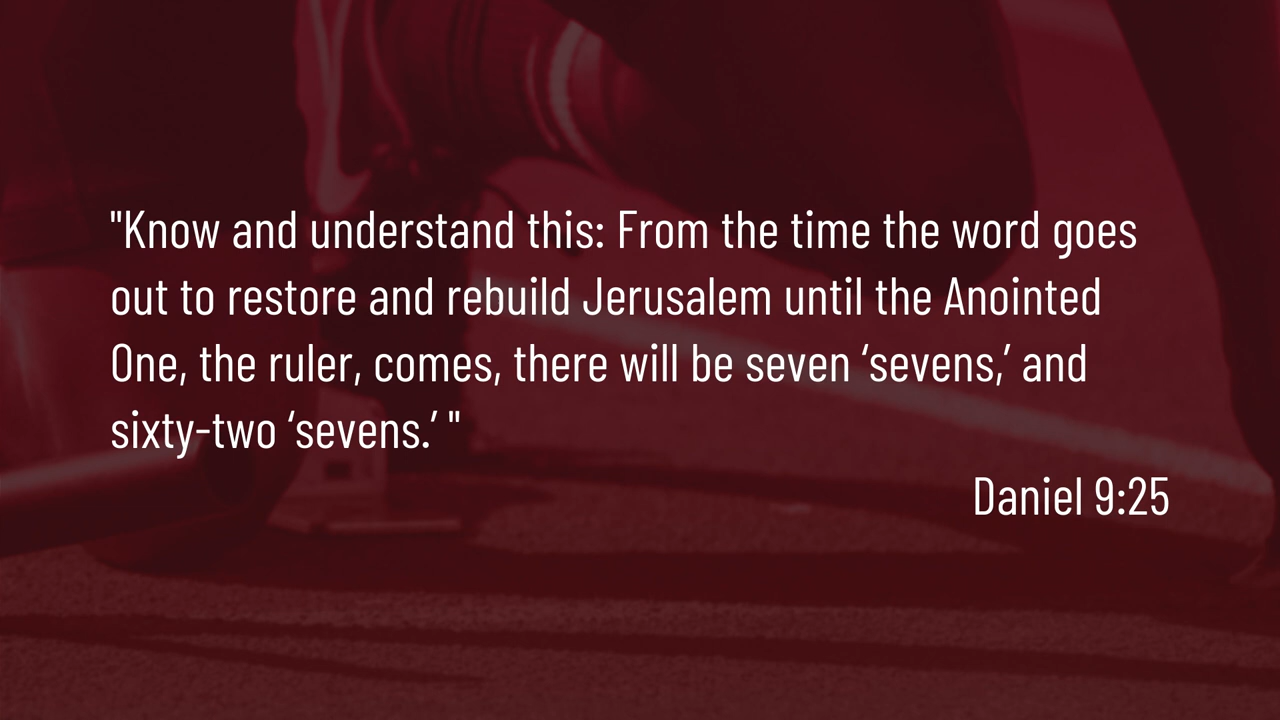 "Know and understand this: From the time the word goes
out to restore and rebuild Jerusalem until the Anointed
One, the ruler, comes, there will be seven ‘sevens,’ and
sixty-two ‘sevens.’ "
Daniel 9:25